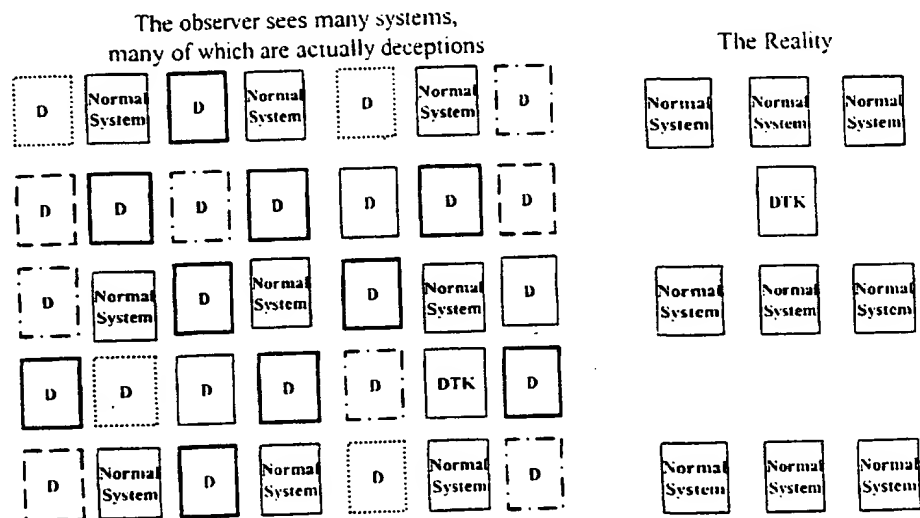 The observer sees many systems,
many of which are actually deceptions
D Normal System D Normal System D Normal System D
D D D D D D D
D Normal System D Normal System D Normal System D
D D D D D DTK D
D Normal System D Normal System D Normal System D
The Reality
Normal System Normal System Normal System
DTK
Normal System Normal System Normal System
Normal System Normal System Normal System